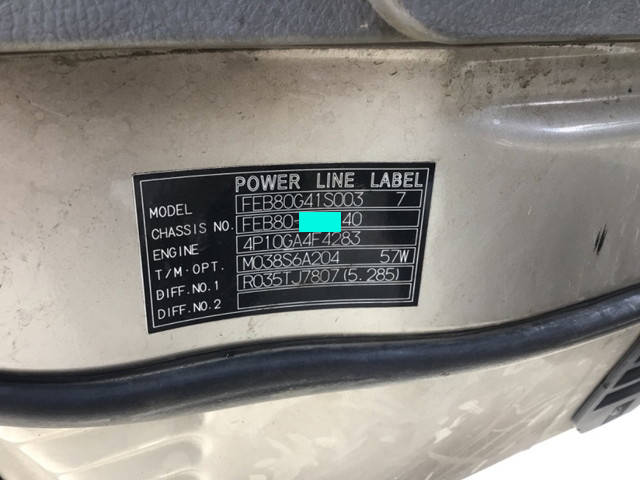 POWER LINE LABEL
MODEL FEB80G41S003 7
CHASSIS NO. FEB80- 40
ENGINE 4P10GA4F4283
T/M·OPT. M038S6A204 57W
DIFF.NO.1 R035TJ7807(5.285)
DIFF.NO.2